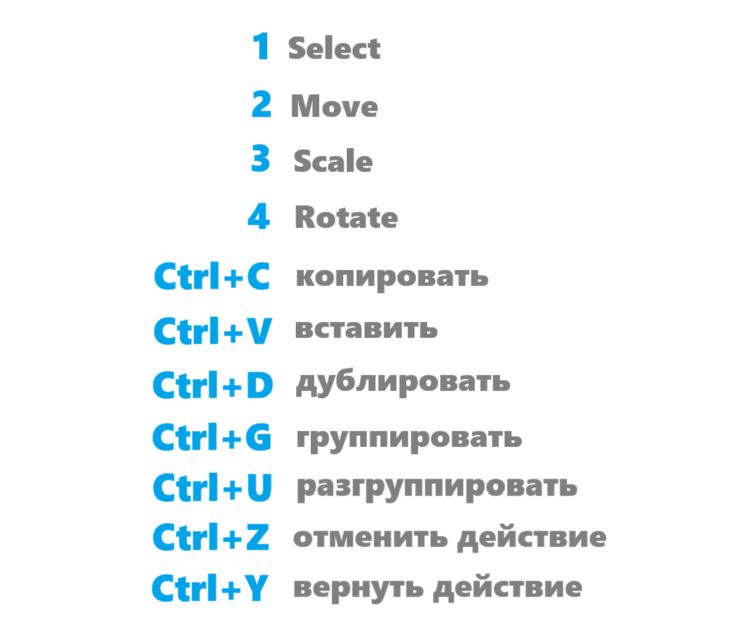 1 Select
2 Move
3 Scale
4 Rotate
Ctrl+C копировать
Ctrl+V вставить
Ctrl+D дублировать
Ctrl+G группировать
Ctrl+U разгруппировать
Ctrl+Z отменить действие
Ctrl+Y вернуть действие